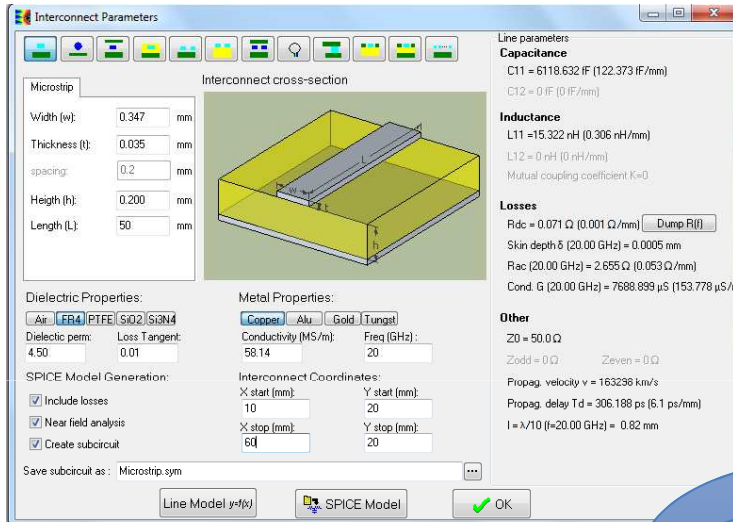 Interconnect Parameters
Microstrip
Width (w): 0.347 mm
Thickness (t): 0.035 mm
spacing: 0.2 mm
Heigth (h): 0.200 mm
Length (L): 50 mm
Interconnect cross-section
w
t
L
h
Dielectric Properties:
Air FR4 PTFE SiO2 Si3N4
Dielectic perm: Loss Tangent:
4.50 0.01
Metal Properties:
Copper Alu Gold Tungst
Conductivity (MS/m): Freq (GHz) :
58.14 20
SPICE Model Generation:
Include losses
Near field analysis
Create subcircuit
Interconnect Coordinates:
X start (mm): Y start (mm):
10 20
X stop (mm): Y stop (mm):
60 20
Save subcircuit as : Microstrip.sym ...
Line Model y=f(x) SPICE Model OK
Line parameters
Capacitance
C11 = 6118.632 fF (122.373 fF/mm)
C12 = 0 fF (0 fF/mm)
Inductance
L11 =15.322 nH (0.306 nH/mm)
L12 = 0 nH (0 nH/mm)
Mutual coupling coefficient K=0
Losses
Rdc = 0.071 Ω (0.001 Ω/mm) Dump R(f)
Skin depth δ (20.00 GHz) = 0.0005 mm
Rac (20.00 GHz) = 2.655 Ω (0.053 Ω/mm)
Cond. G (20.00 GHz) = 7688.899 µS (153.778 µS/
Other
Z0 = 50.0 Ω
Zodd = 0 Ω Zeven = 0 Ω
Propag. velocity v = 163298 km/s
Propag. delay Td = 306.188 ps (6.1 ps/mm)
l = λ/10 (f=20.00 GHz) = 0.82 mm